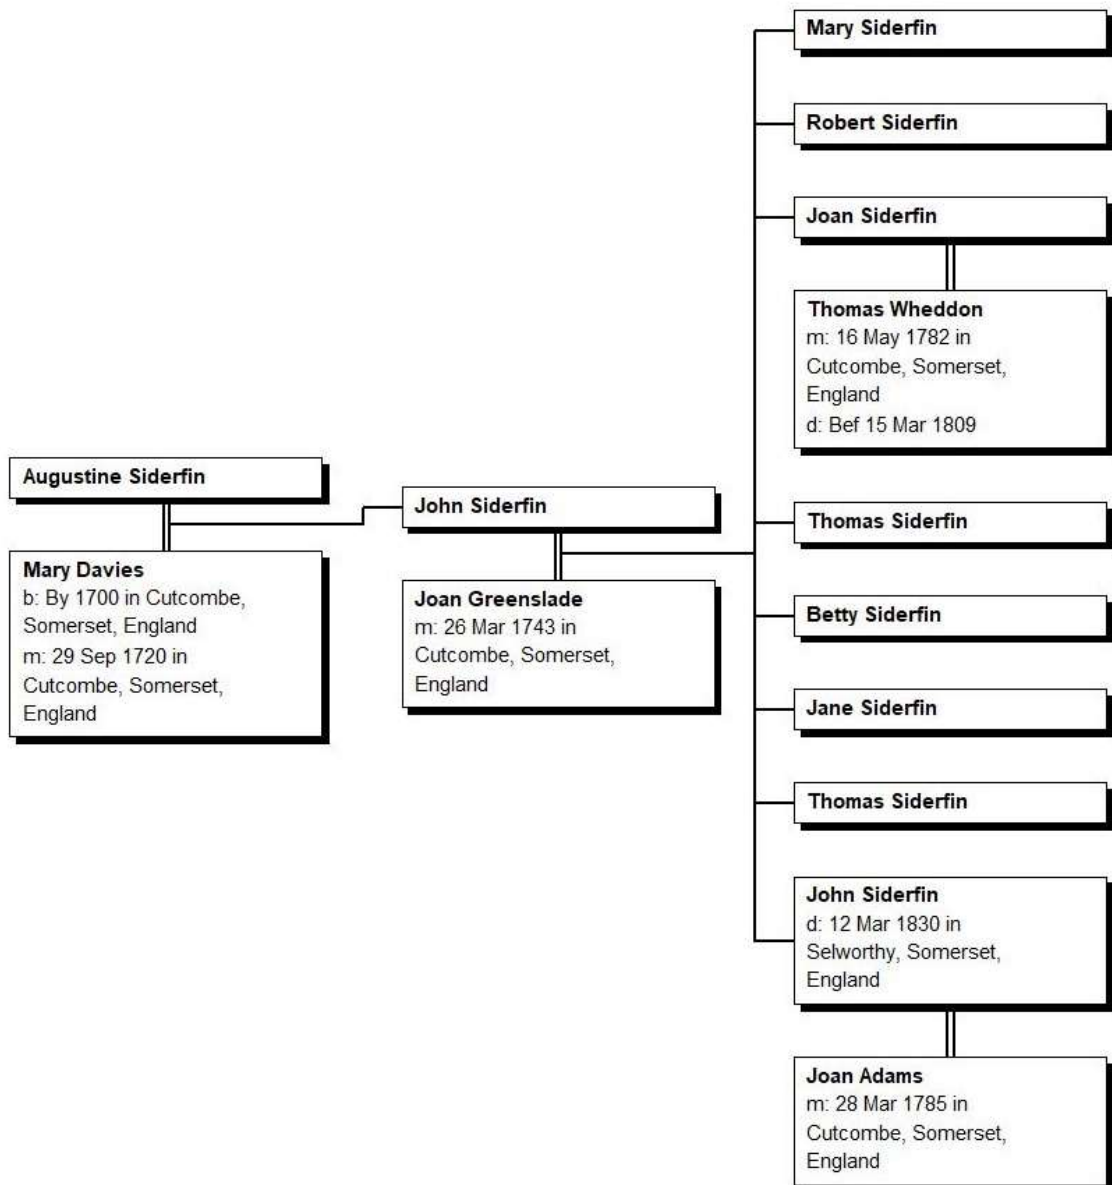 Augustine Siderfin
Mary Davies
b: By 1700 in Cutcombe,
Somerset, England
m: 29 Sep 1720 in
Cutcombe, Somerset,
England
John Siderfin
Joan Greenslade
m: 26 Mar 1743 in
Cutcombe, Somerset,
England
Mary Siderfin
Robert Siderfin
Joan Siderfin
Thomas Wheddon
m: 16 May 1782 in
Cutcombe, Somerset,
England
d: Bef 15 Mar 1809
Thomas Siderfin
Betty Siderfin
Jane Siderfin
Thomas Siderfin
John Siderfin
d: 12 Mar 1830 in
Selworthy, Somerset,
England
Joan Adams
m: 28 Mar 1785 in
Cutcombe, Somerset,
England